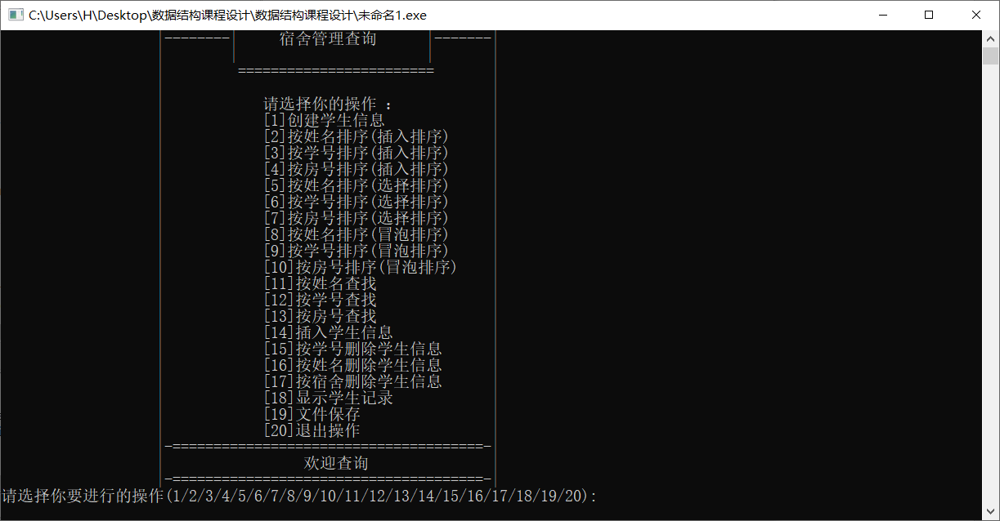 C:\Users\H\Desktop\数据结构课程设计\数据结构课程设计\未命名1.exe
|--------| 宿舍管理查询 |-------|
========================
请选择你的操作 :
[1]创建学生信息
[2]按姓名排序(插入排序)
[3]按学号排序(插入排序)
[4]按房号排序(插入排序)
[5]按姓名排序(选择排序)
[6]按学号排序(选择排序)
[7]按房号排序(选择排序)
[8]按姓名排序(冒泡排序)
[9]按学号排序(冒泡排序)
[10]按房号排序(冒泡排序)
[11]按姓名查找
[12]按学号查找
[13]按房号查找
[14]插入学生信息
[15]按学号删除学生信息
[16]按姓名删除学生信息
[17]按宿舍删除学生信息
[18]显示学生记录
[19]文件保存
[20]退出操作
-======================================-
欢迎查询
-======================================-
请选择你要进行的操作(1/2/3/4/5/6/7/8/9/10/11/12/13/14/15/16/17/18/19/20):